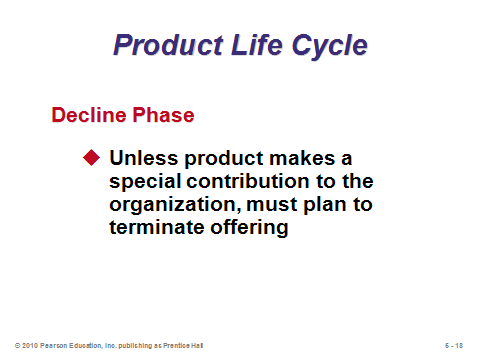 Product Life Cycle
Decline Phase
Unless product makes a
special contribution to the
organization, must plan to
terminate offering
© 2010 Pearson Education, Inc. publishing as Prentice Hall
6 - 18